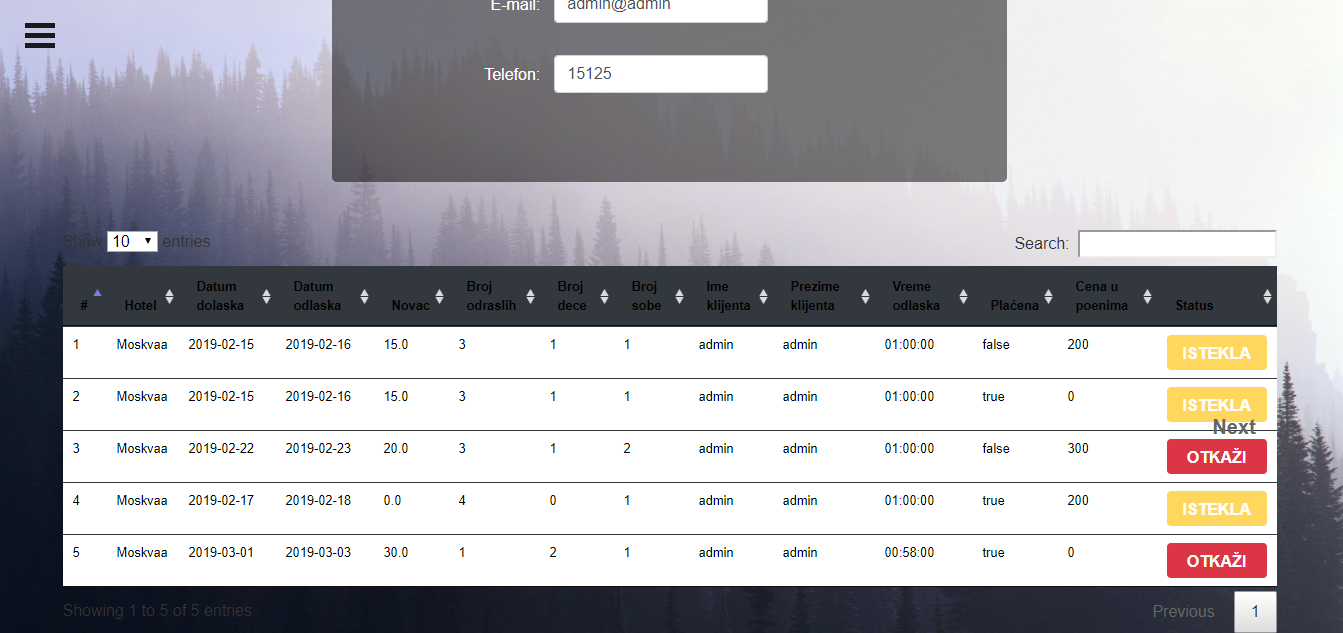 E-mail: admin@admin
Telefon: 15125
Show 10 entries
Search:
# Hotel Datum dolaska Datum odlaska Novac Broj odraslih Broj dece Broj sobe Ime klijenta Prezime klijenta Vreme odlaska Plaćena Cena u poenima Status
1 Moskvaa 2019-02-15 2019-02-16 15.0 3 1 1 admin admin 01:00:00 false 200 ISTEKLA
2 Moskvaa 2019-02-15 2019-02-16 15.0 3 1 1 admin admin 01:00:00 true 0 ISTEKLA
Next
3 Moskvaa 2019-02-22 2019-02-23 20.0 3 1 2 admin admin 01:00:00 false 300 OTKAŽI
4 Moskvaa 2019-02-17 2019-02-18 0.0 4 0 1 admin admin 01:00:00 true 200 ISTEKLA
5 Moskvaa 2019-03-01 2019-03-03 30.0 1 2 1 admin admin 00:58:00 true 0 OTKAŽI
Showing 1 to 5 of 5 entries
Previous 1